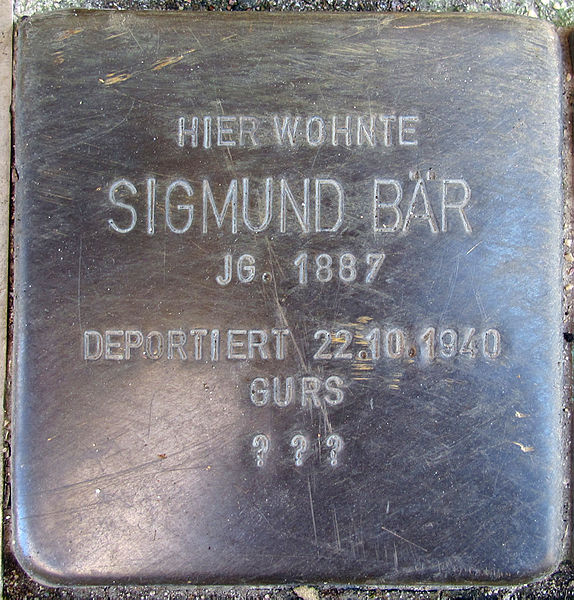 HIER WOHNTE
SIGMUND BÄR
JG. 1887
DEPORTIERT 22.10.1940
GURS
? ? ?